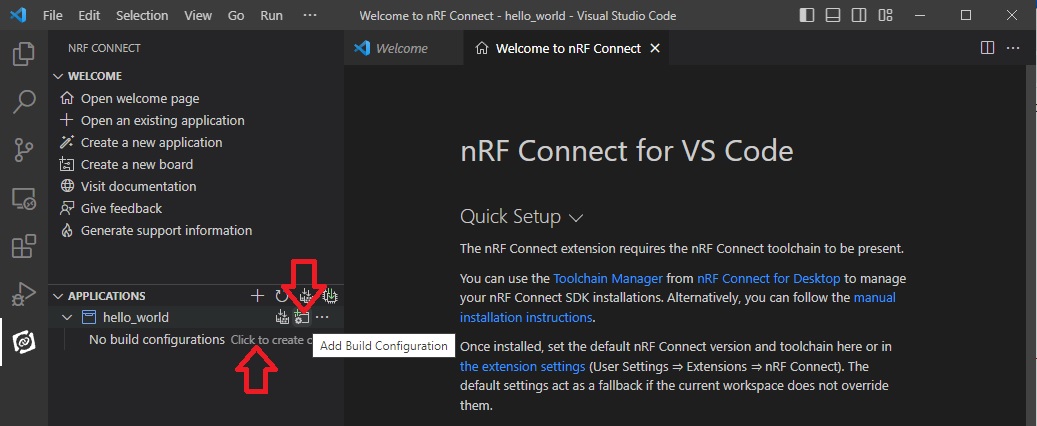 File Edit Selection View Go Run ··· Welcome to nRF Connect - hello_world - Visual Studio Code
NRF CONNECT
WELCOME
Open welcome page
Open an existing application
Create a new application
Create a new board
Visit documentation
Give feedback
Generate support information
APPLICATIONS
hello_world
No build configurations Click to create
Add Build Configuration
Welcome
Welcome to nRF Connect
nRF Connect for VS Code
Quick Setup
The nRF Connect extension requires the nRF Connect toolchain to be present.
You can use the Toolchain Manager from nRF Connect for Desktop to manage
your nRF Connect SDK installations. Alternatively, you can follow the manual
installation instructions.
Once installed, set the default nRF Connect version and toolchain here or in
the extension settings (User Settings ⇒ Extensions ⇒ nRF Connect). The
default settings act as a fallback if the current workspace does not override
them.